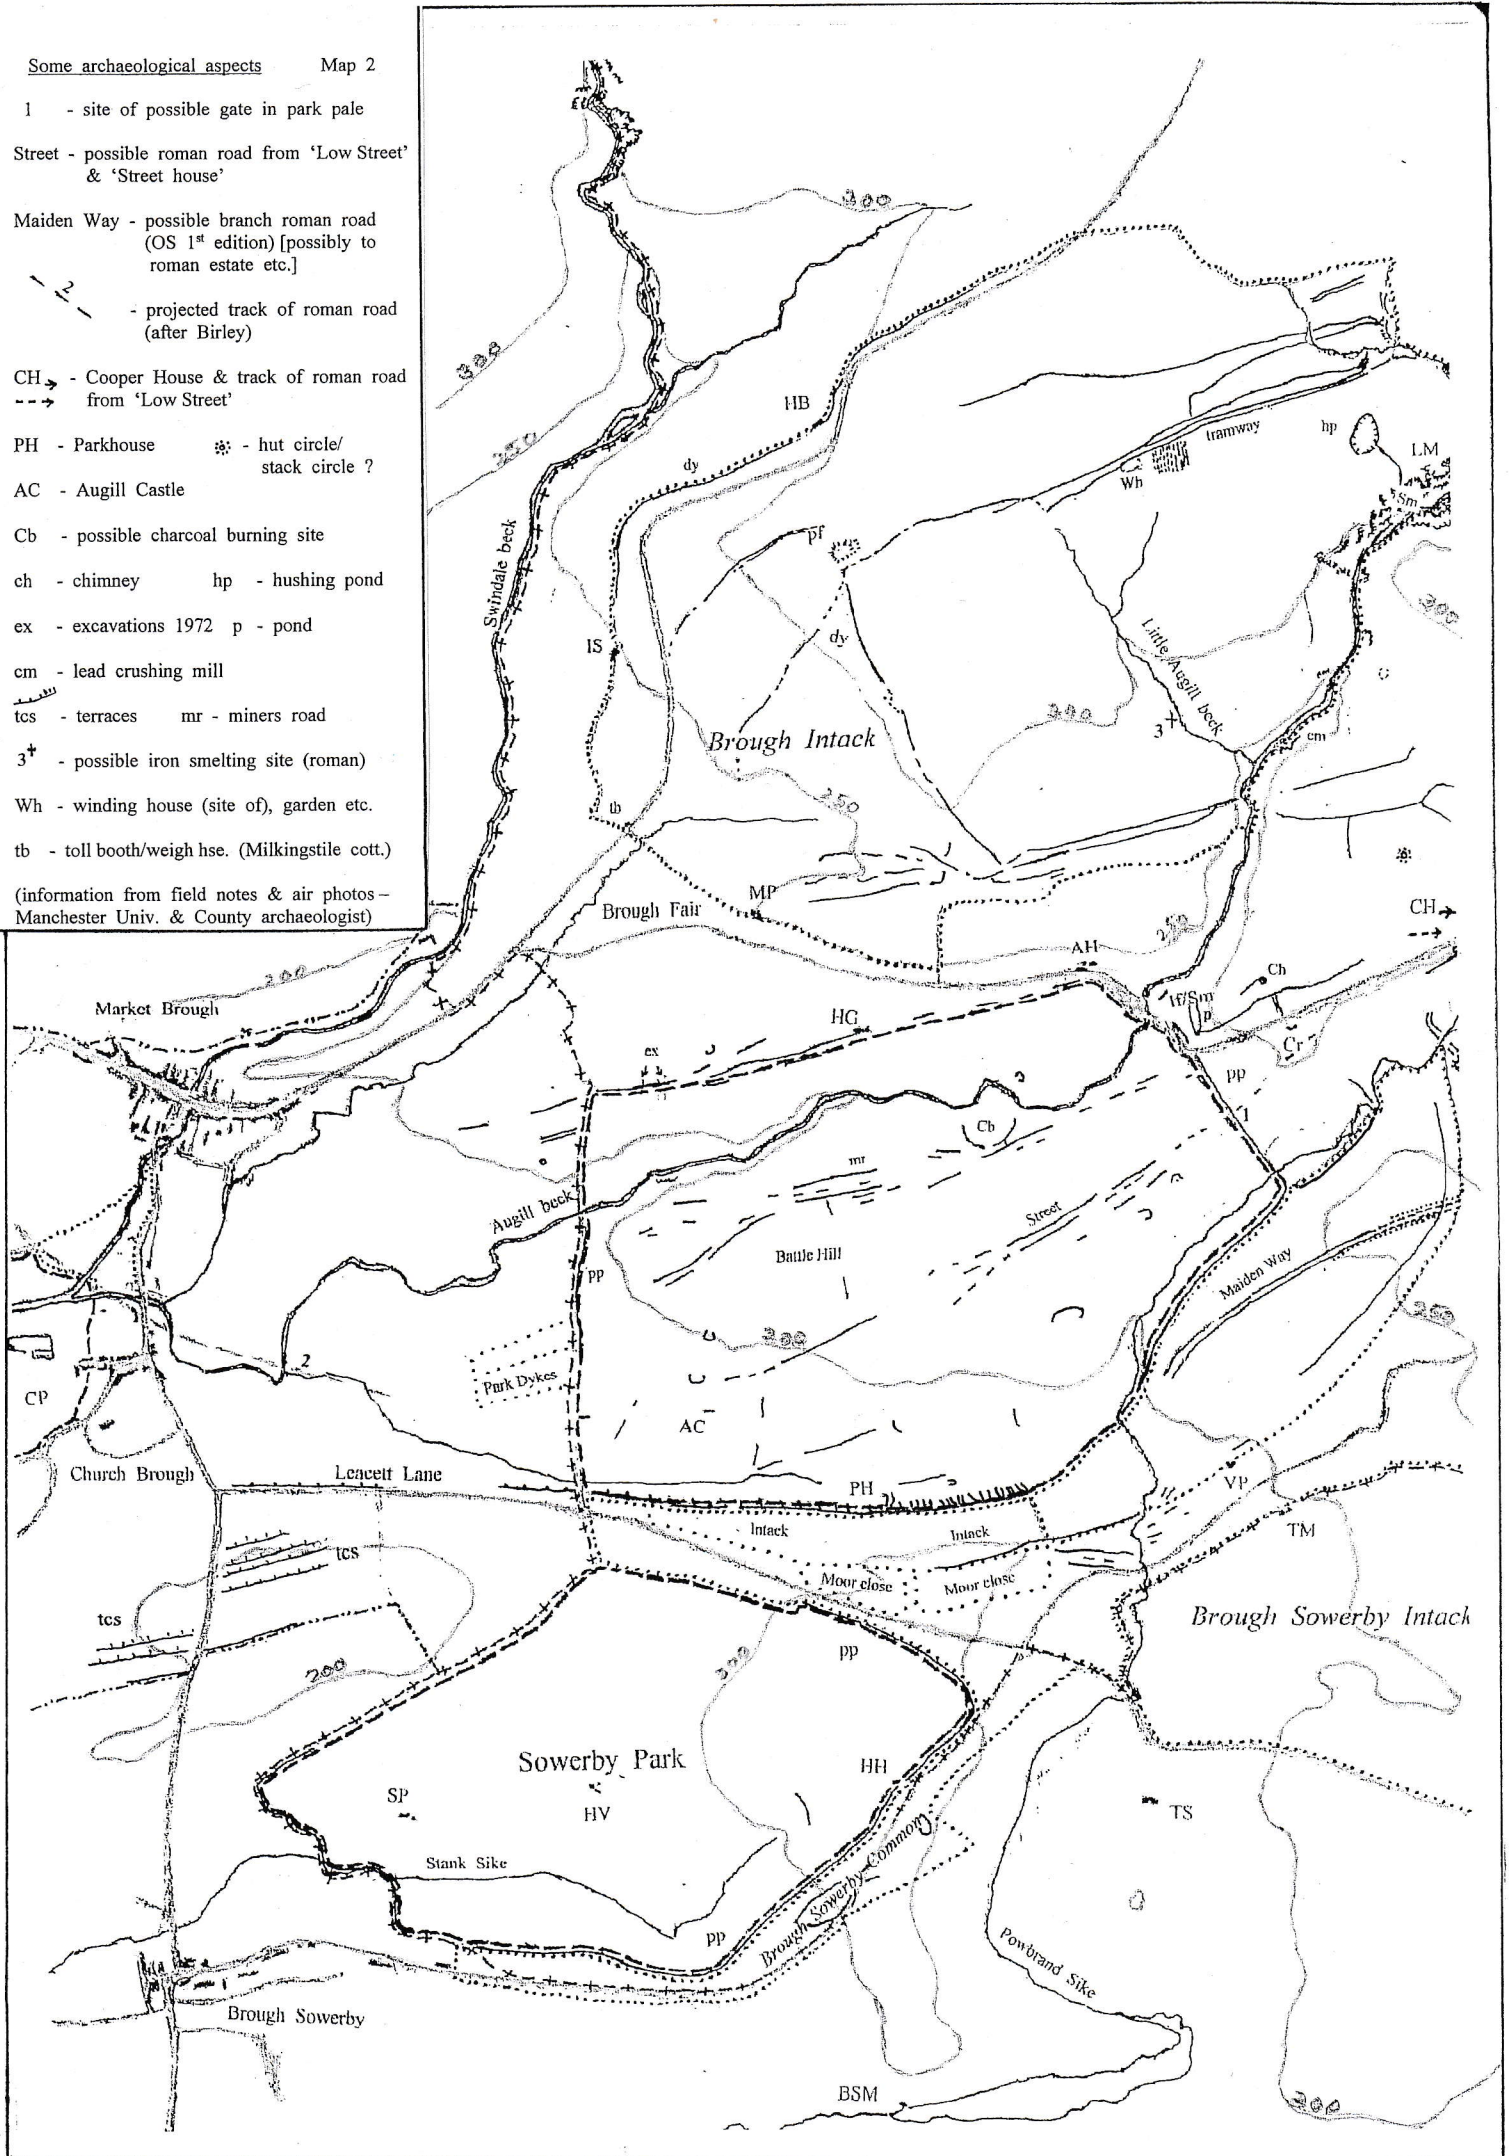 Some archaeological aspects Map 2
1 - site of possible gate in park pale
Street - possible roman road from ‘Low Street’
& ‘Street house’
Maiden Way - possible branch roman road
(OS 1st edition) [possibly to
roman estate etc.]
2
- projected track of roman road
(after Birley)
CH - Cooper House & track of roman road
from ‘Low Street’
PH - Parkhouse - hut circle/
stack circle ?
AC - Augill Castle
Cb - possible charcoal burning site
ch - chimney hp - hushing pond
ex - excavations 1972 p - pond
cm - lead crushing mill
tcs - terraces mr - miners road
3+ - possible iron smelting site (roman)
Wh - winding house (site of), garden etc.
tb - toll booth/weigh hse. (Milkingstile cott.)
(information from field notes & air photos –
Manchester Univ. & County archaeologist)
300
300
HB
250
dy
tramway
hp
LM
Wh
Sm
Swindale beck
pf
300
IS
dy
Little Augill beck
3+
290
cm
Brough Intack
250
tb
MP
Brough Fair
CH
250
AH
200
Ch
Market Brough
p
HG
Cr
ex
pp
1
Cb
mr
Augill beck
Street
Battle Hill
pp
Maiden Way
200
200
2
Park Dykes
CP
AC
Church Brough
Leacett Lane
PH
VP
Intack
Intack
TM
tcs
Moor close
Moor close
tcs
Brough Sowerby Intack
200
200
pp
Sowerby Park
HH
SP
HV
TS
Brough Sowerby Common
Stank Sike
pp
Powbrand Sike
Brough Sowerby
BSM
200